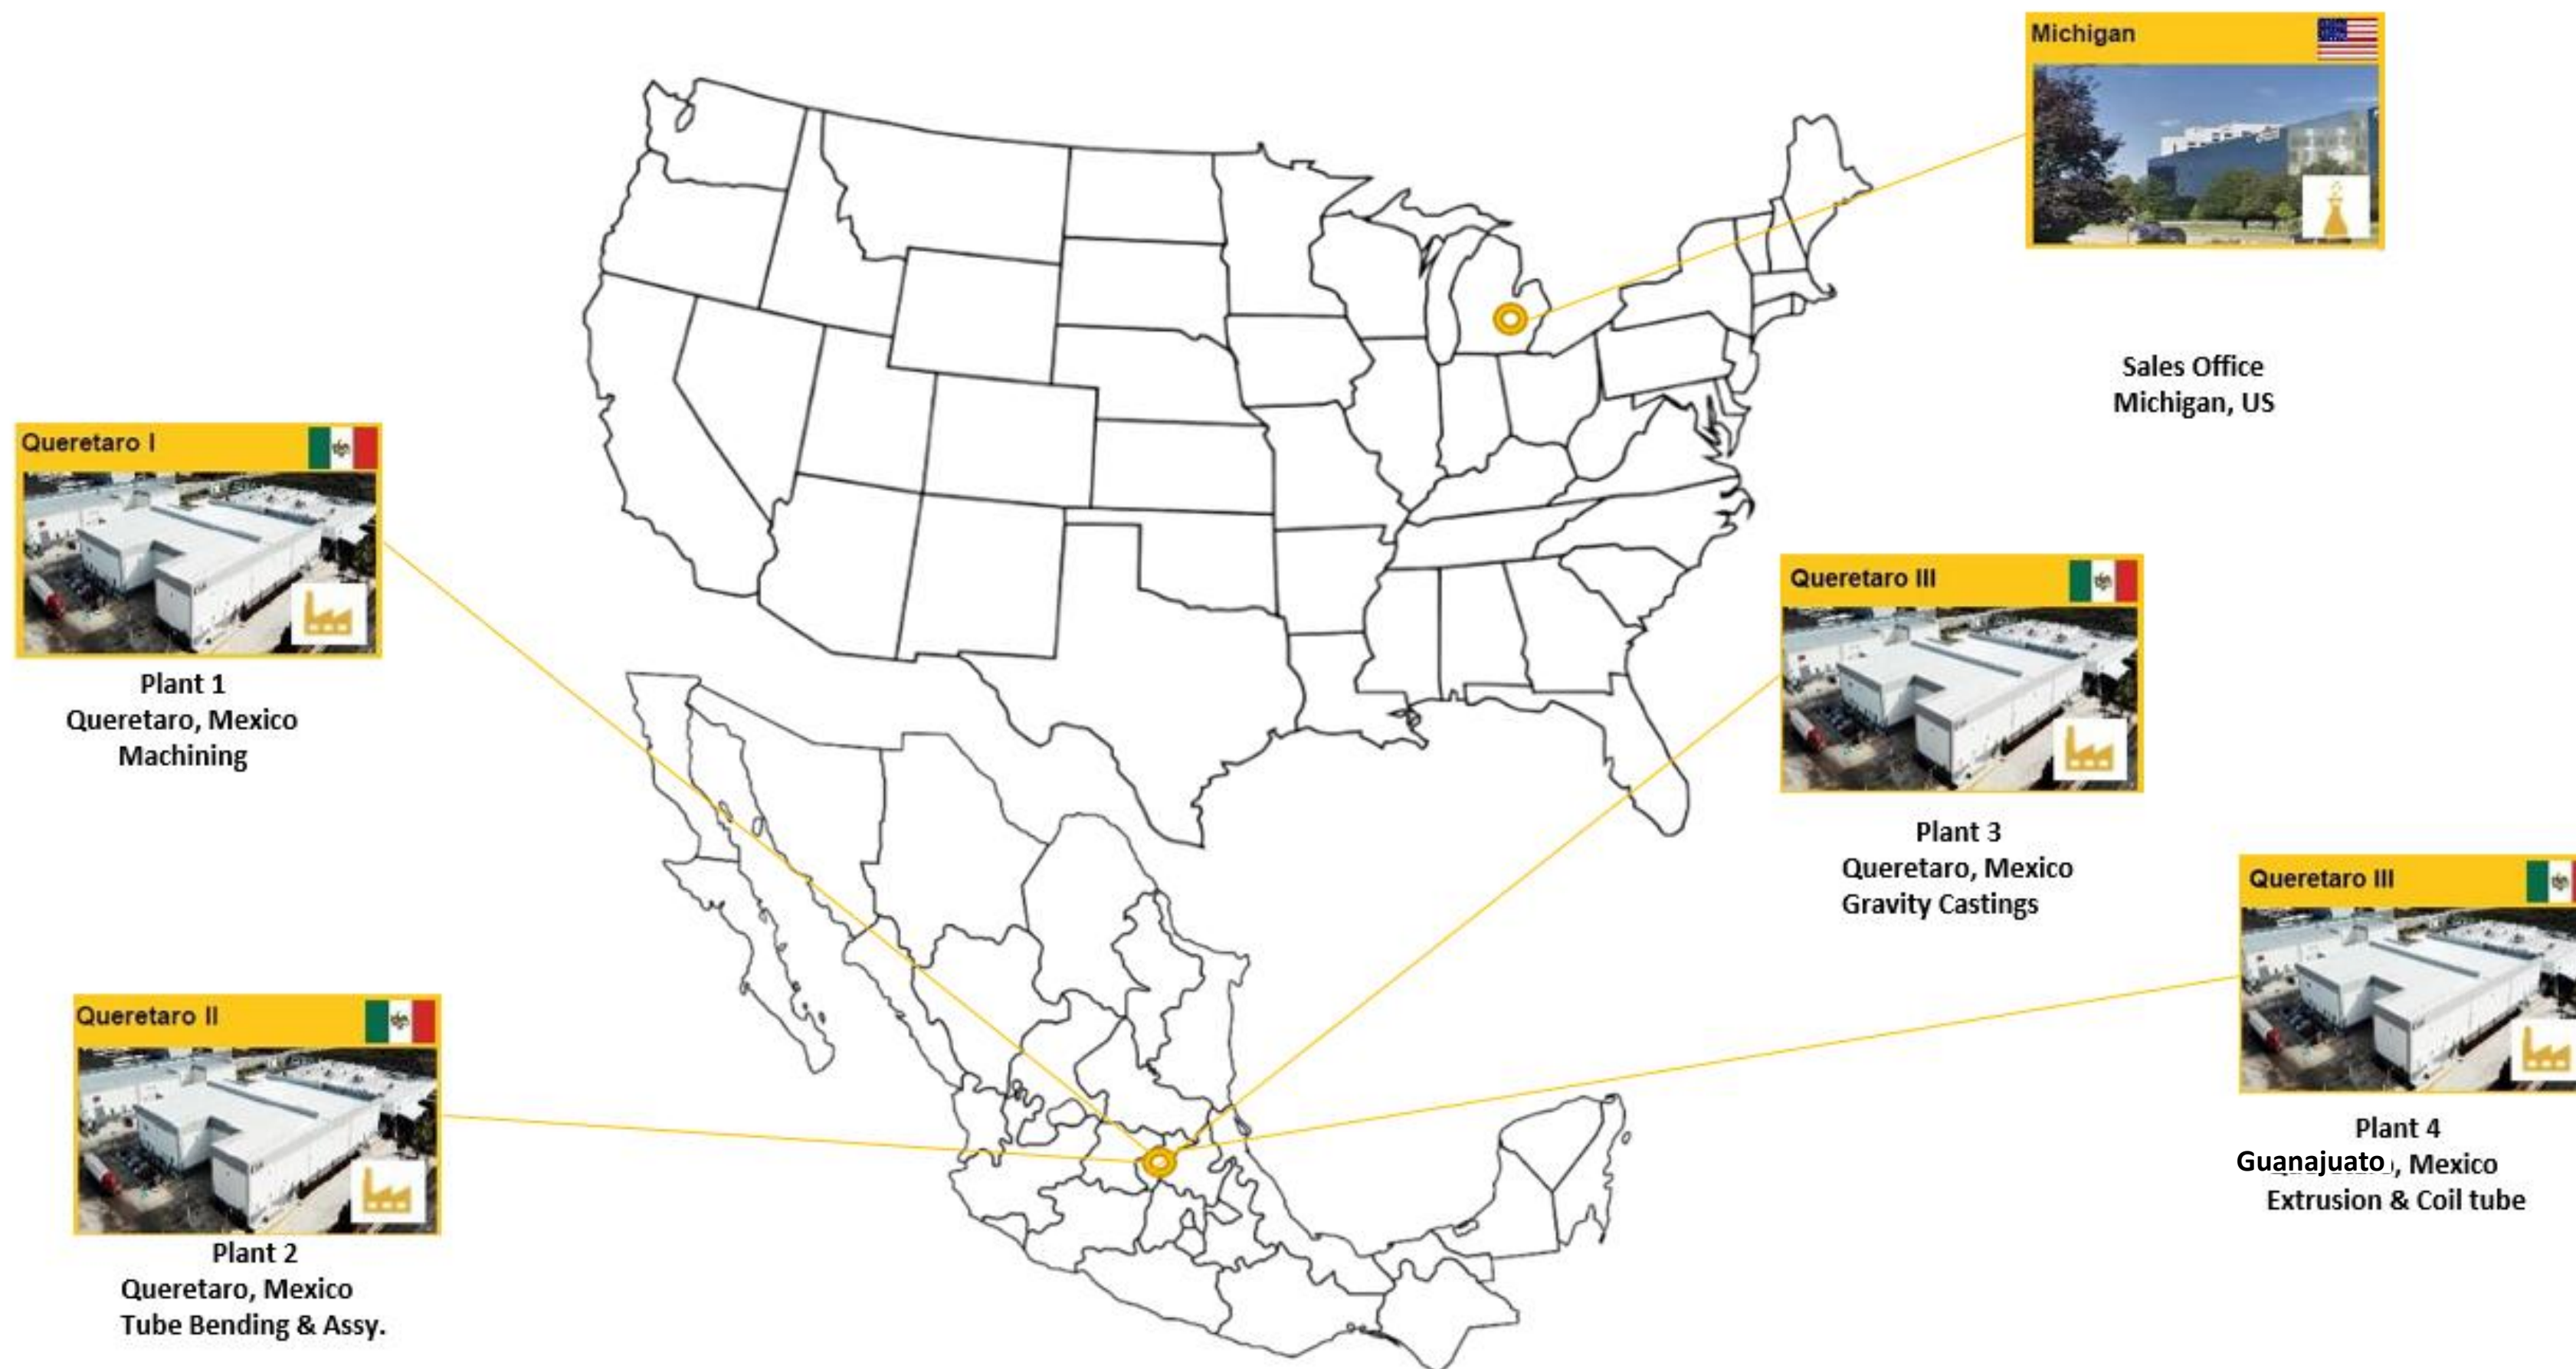 Michigan
Sales Office
Michigan, US
Queretaro I
Plant 1
Queretaro, Mexico
Machining
Queretaro III
Plant 3
Queretaro, Mexico
Gravity Castings
Queretaro III
Plant 4
Guanajuato, Mexico
Extrusion & Coil tube
Queretaro II
Plant 2
Queretaro, Mexico
Tube Bending & Assy.